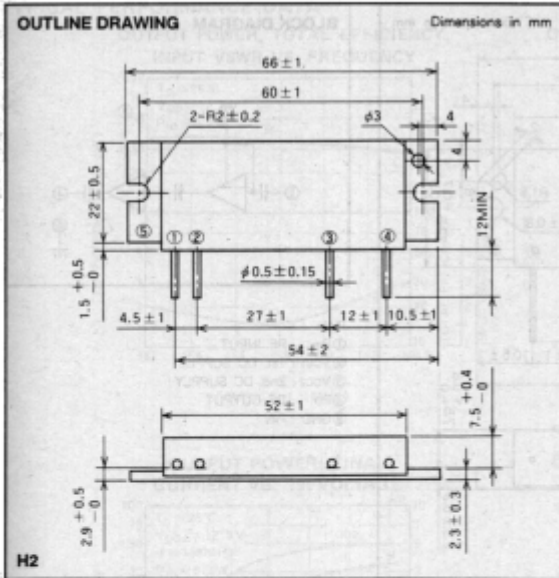 OUTLINE DRAWING
Dimensions in mm
66±1
60±1
2-R2±0.2
ϕ3
4
4
22±0.5
12MIN
⑤
①
②
③
④
1.5 +0.5 -0
ϕ0.5±0.15
4.5±1
27±1
12±1
10.5±1
54±2
52±1
7.5 +0.4 -0
2.9 +0.5 -0
2.3±0.3
H2